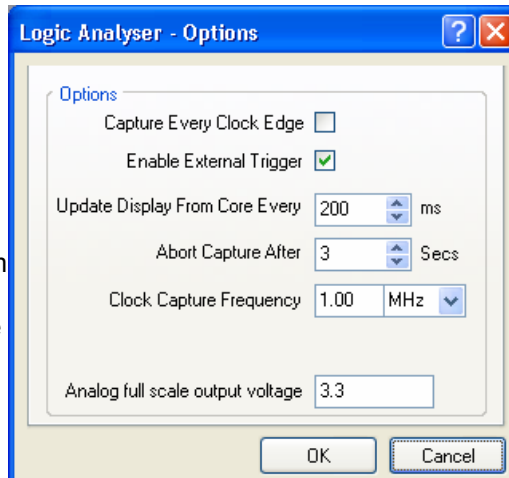 Logic Analyser - Options
Options
Capture Every Clock Edge
Enable External Trigger
Update Display From Core Every 200 ms
Abort Capture After 3 Secs
Clock Capture Frequency 1.00 MHz
Analog full scale output voltage 3.3
OK Cancel